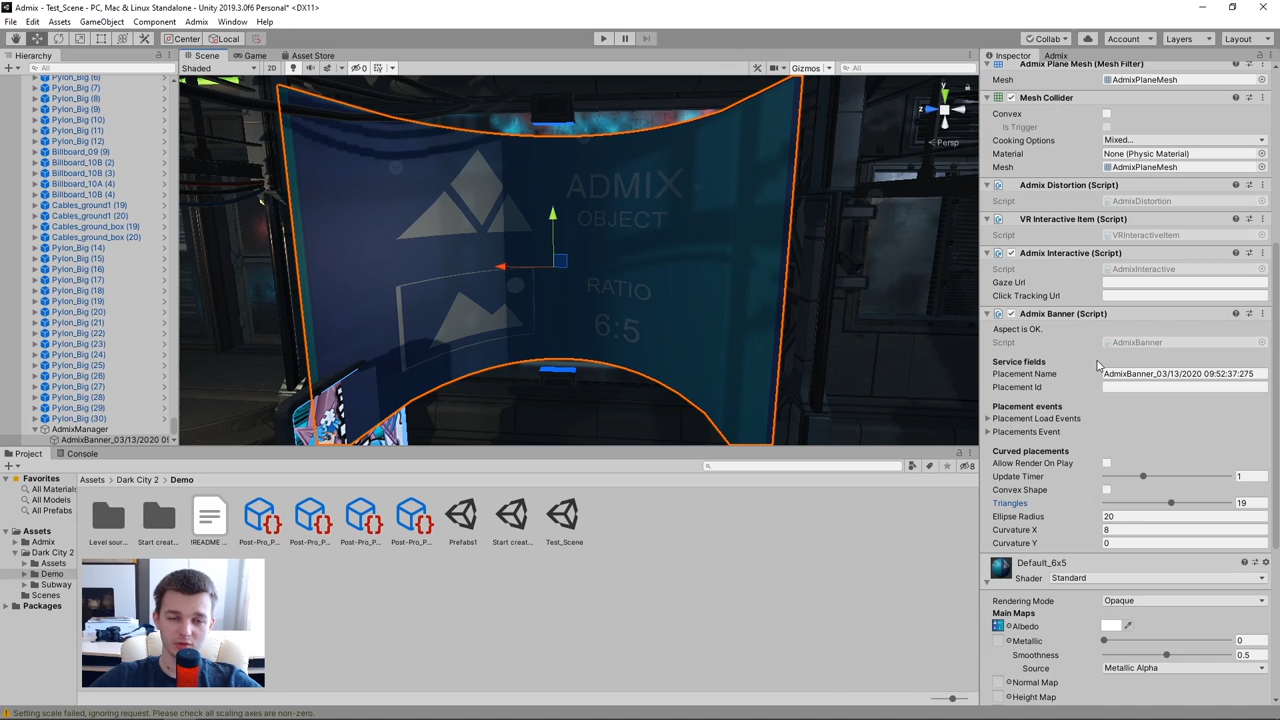 Admix - Test_Scene - PC, Mac & Linux Standalone - Unity 2019.3.0f6 Personal* <DX11>
File Edit Assets GameObject Component Admix Window Help
Center Local Collab Account Layers Layout
Hierarchy Scene Game Asset Store Inspector Admix
All Shaded 2D 0 Gizmos All
Pylon_Big (6)
Pylon_Big (7)
Pylon_Big (8)
Pylon_Big (9)
Pylon_Big (10)
Pylon_Big (11)
Pylon_Big (12)
Billboard_09 (9)
Billboard_10B (2)
Billboard_10B (3)
Billboard_10A (4)
Billboard_10B (4)
Cables_ground1 (19)
Cables_ground1 (20)
Cables_ground_box (19)
Cables_ground_box (20)
Pylon_Big (14)
Pylon_Big (15)
Pylon_Big (16)
Pylon_Big (17)
Pylon_Big (18)
Pylon_Big (19)
Pylon_Big (20)
Pylon_Big (21)
Pylon_Big (22)
Pylon_Big (23)
Pylon_Big (24)
Pylon_Big (25)
Pylon_Big (26)
Pylon_Big (27)
Pylon_Big (28)
Pylon_Big (29)
Pylon_Big (30)
AdmixManager
AdmixBanner_03/13/2020 09
ADMIX
OBJECT
RATIO
6:5
y
z
Persp
Admix Plane Mesh (Mesh Filter)
Mesh AdmixPlaneMesh
Mesh Collider
Convex
Is Trigger
Cooking Options Mixed...
Material None (Physic Material)
Mesh AdmixPlaneMesh
Admix Distortion (Script)
Script AdmixDistortion
VR Interactive Item (Script)
Script VRInteractiveItem
Admix Interactive (Script)
Script AdmixInteractive
Gaze Url
Click Tracking Url
Admix Banner (Script)
Aspect is OK.
Script AdmixBanner
Service fields
Placement Name AdmixBanner_03/13/2020 09:52:37:275
Placement Id
Placement events
Placement Load Events
Placements Event
Curved placements
Allow Render On Play
Update Timer 1
Convex Shape
Triangles 19
Ellipse Radius 20
Curvature X 8
Curvature Y 0
Default_6x5
Shader Standard
Rendering Mode Opaque
Main Maps
Albedo
Metallic 0
Smoothness 0.5
Source Metallic Alpha
Normal Map
Height Map
Project Console
8
Favorites
All Materials
All Models
All Prefabs
Assets
Admix
Dark City 2
Assets
Demo
Subway
Scenes
Packages
Assets Dark City 2 Demo
Level sour... Start creat... !README ... Post-Pro_P... Post-Pro_P... Post-Pro_P... Post-Pro_P... Prefabs1 Start creat... Test_Scene
Setting scale failed, ignoring request. Please check all scaling axes are non-zero.